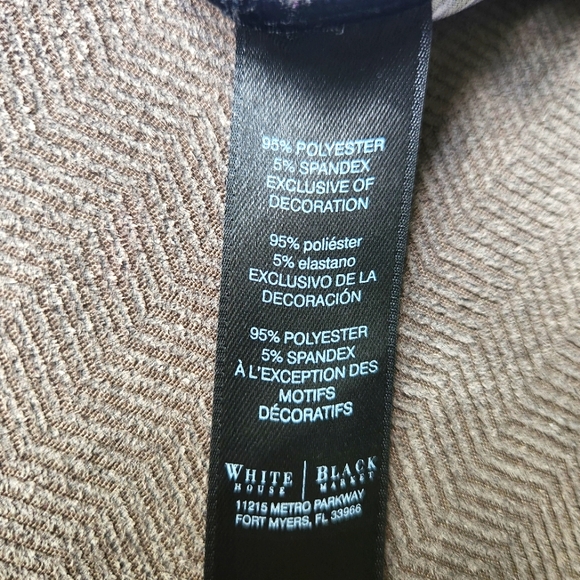 95% POLYESTER
5% SPANDEX
EXCLUSIVE OF
DECORATION
95% poliéster
5% elastano
EXCLUSIVO DE LA
DECORACIÓN
95% POLYESTER
5% SPANDEX
À L'EXCEPTION DES
MOTIFS
DÉCORATIFS
WHITE | BLACK
HOUSE MARKET
11215 METRO PARKWAY
FORT MYERS, FL 33966